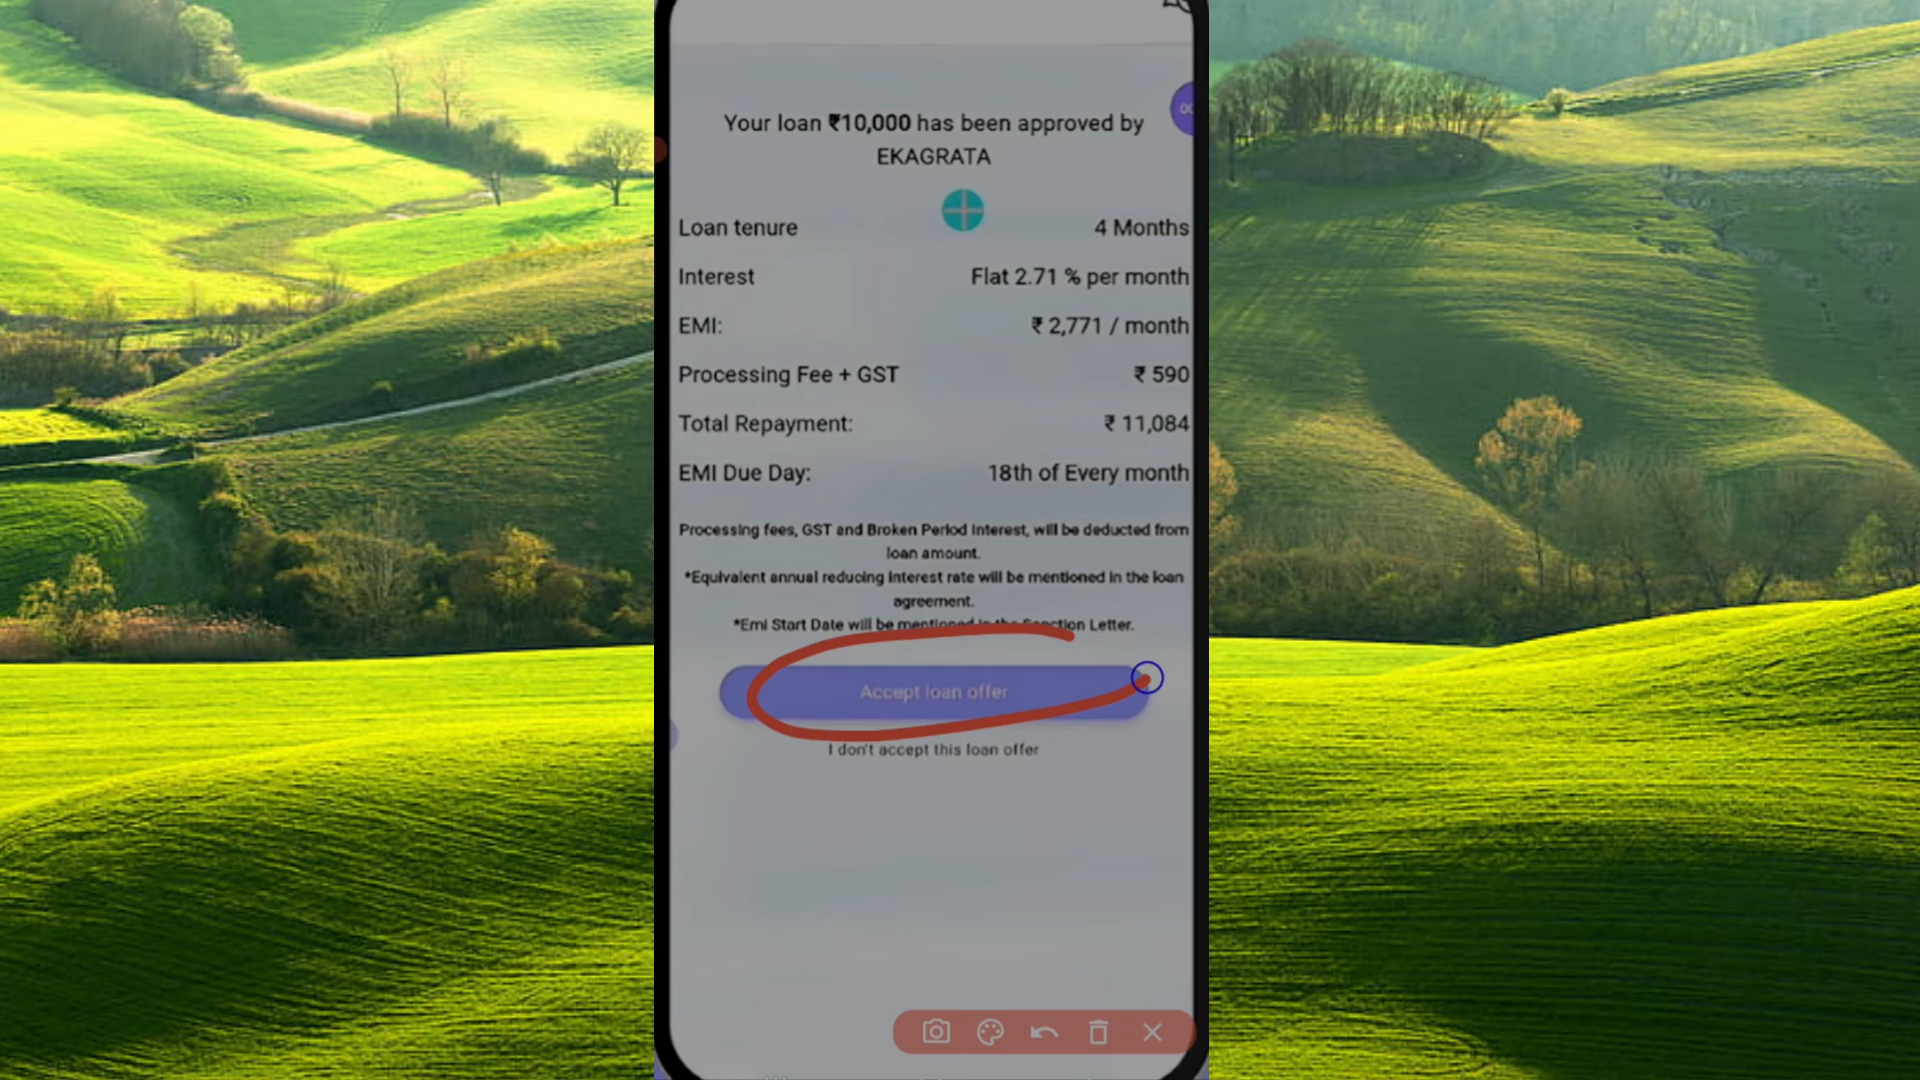 Your loan ₹10,000 has been approved by
EKAGRATA
Loan tenure 4 Months
Interest Flat 2.71 % per month
EMI: ₹ 2,771 / month
Processing Fee + GST ₹ 590
Total Repayment: ₹ 11,084
EMI Due Day: 18th of Every month
Processing fees, GST and Broken Period Interest, will be deducted from
loan amount.
*Equivalent annual reducing interest rate will be mentioned in the loan
agreement.
*Emi Start Date will be mentioned in the Sanction Letter.
Accept loan offer
I don't accept this loan offer